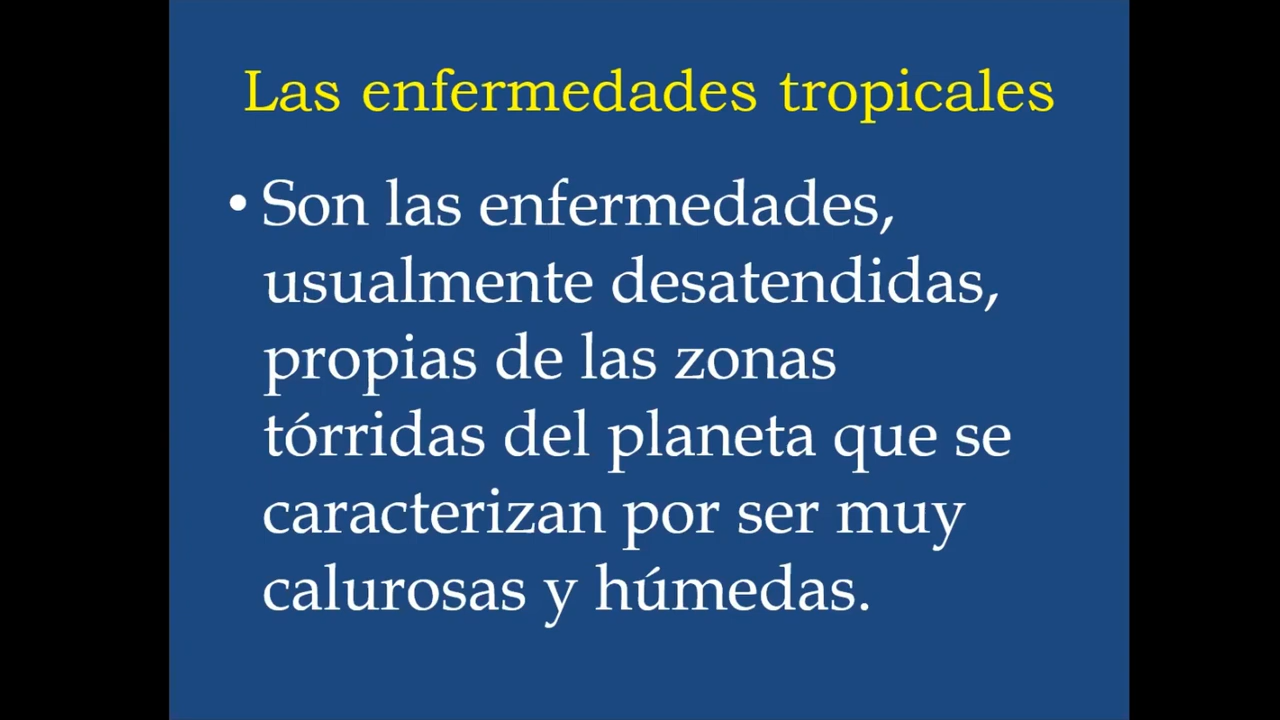 Las enfermedades tropicales
• Son las enfermedades,
usualmente desatendidas,
propias de las zonas
tórridas del planeta que se
caracterizan por ser muy
calurosas y húmedas.